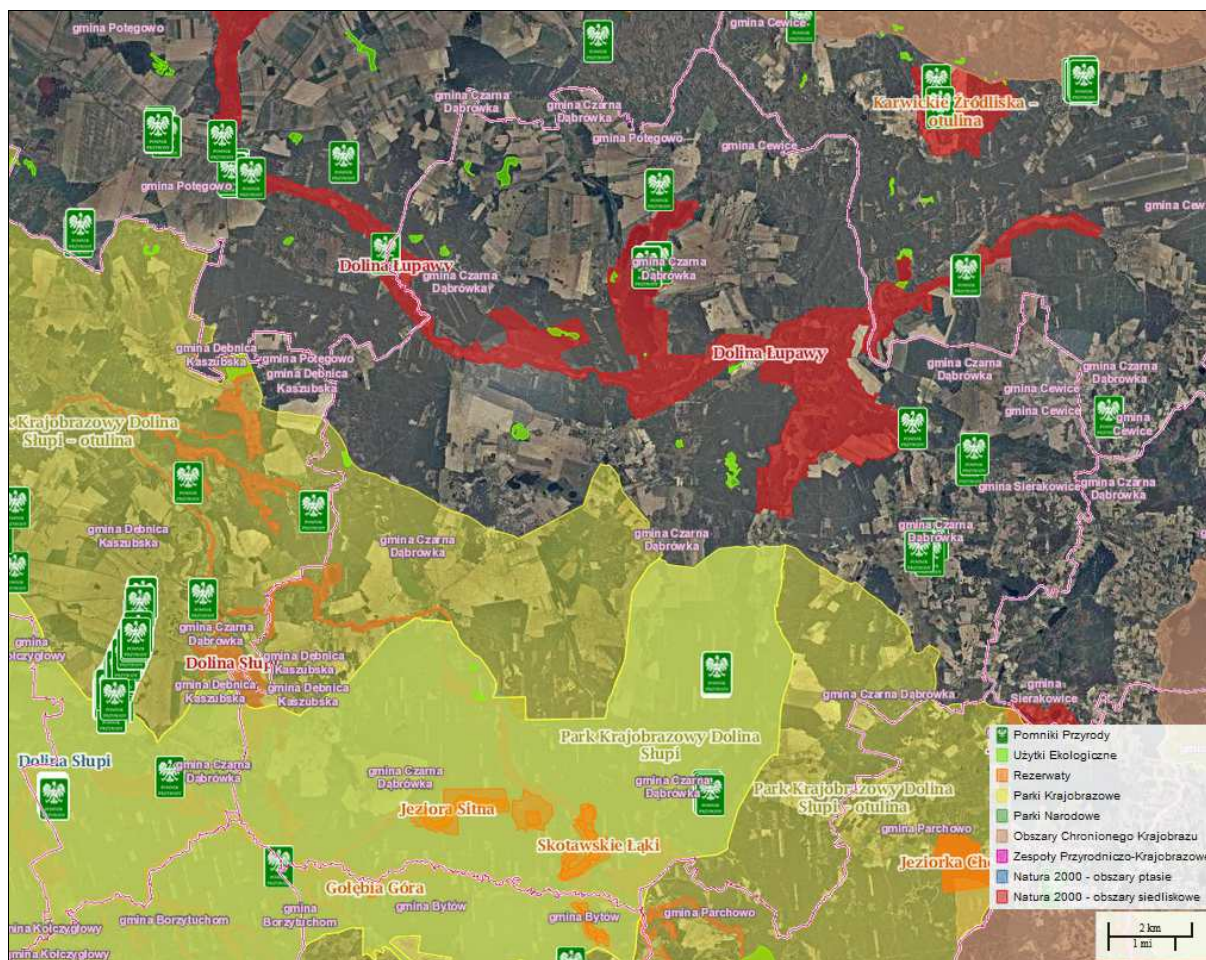 gmina Potęgowo
gmina Cewice
gmina Czarna
Dąbrówka
gmina Czarna
Dąbrówka
Karwickie Źródliska –
otulina
gmina Potęgowo
gmina Cewice
gmina Potęgowo
gmina Cew
Dolina Łupawy
gmina Czarna
Dąbrówka
gmina Czarna
Dąbrówka
gmina Dębnica
Kaszubska
gmina Potęgowo
gmina Dębnica
Kaszubska
Dolina Łupawy
gmina Czarna
Dąbrówka
gmina Czarna
Dąbrówka
gmina Cewice
gmina Cewice
gmina
Cewice
k Krajobrazowy Dolina
Słupi – otulina
gmina Sierakowice
gmina Czarna
Dąbrówka
gmina Dębnica
Kaszubska
gmina Czarna
Dąbrówka
gmina Czarna
Dąbrówka
gmina Czarna
Dąbrówka
gmina
ołczygłowy
gmina Czarna
Dąbrówka
Dolina Słupi
gmina Dębnica
Kaszubska
gmina Dębnica
Kaszubska
gmina Dębnica
Kaszubska
gmina Czarna Dąbrówka
gmina
Sierakowice
Park Krajobrazowy Dolina
Słupi
Dolina Słupi
gmina Czarna
Dąbrówka
gmina Czarna
Dąbrówka
gmina Czarna
Dąbrówka
Park Krajobrazowy Dolina
Słupi – otulina
Jeziora Sitna
gmina Parchowo
Skotawskie Łąki
Jeziorka Cho
Gołębia Góra
gmina Bytów
gmina Borzytuchom
gmina
Borzytuchom
gmina Bytów
gmina Parchowo
mina Kołczygłowy
gmina Kołczygłowy
Pomniki Przyrody
Użytki Ekologiczne
Rezerwaty
Parki Krajobrazowe
Parki Narodowe
Obszary Chronionego Krajobrazu
Zespoły Przyrodniczo-Krajobrazowe
Natura 2000 - obszary ptasie
Natura 2000 - obszary siedliskowe
2 km
1 mi